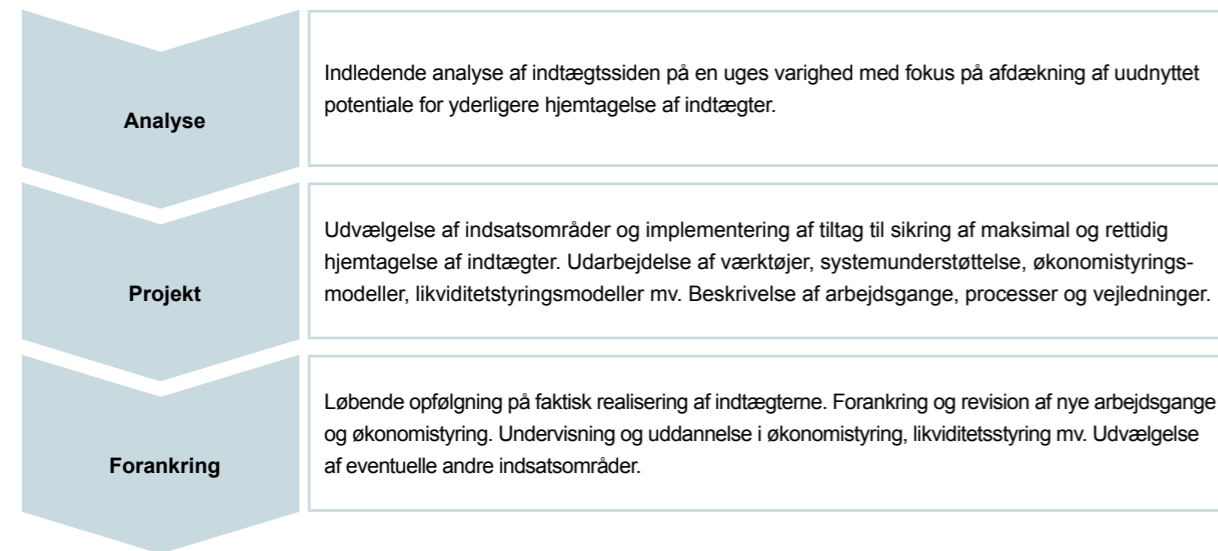 Analyse
Indledende analyse af indtægtssiden på en uges varighed med fokus på afdækning af uudnyttet
potentiale for yderligere hjemtagelse af indtægter.
Projekt
Udvælgelse af indsatsområder og implementering af tiltag til sikring af maksimal og rettidig
hjemtagelse af indtægter. Udarbejdelse af værktøjer, systemunderstøttelse, økonomistyrings-
modeller, likviditetstyringsmodeller mv. Beskrivelse af arbejdsgange, processer og vejledninger.
Forankring
Løbende opfølgning på faktisk realisering af indtægterne. Forankring og revision af nye arbejdsgange
og økonomistyring. Undervisning og uddannelse i økonomistyring, likviditetsstyring mv. Udvælgelse
af eventuelle andre indsatsområder.